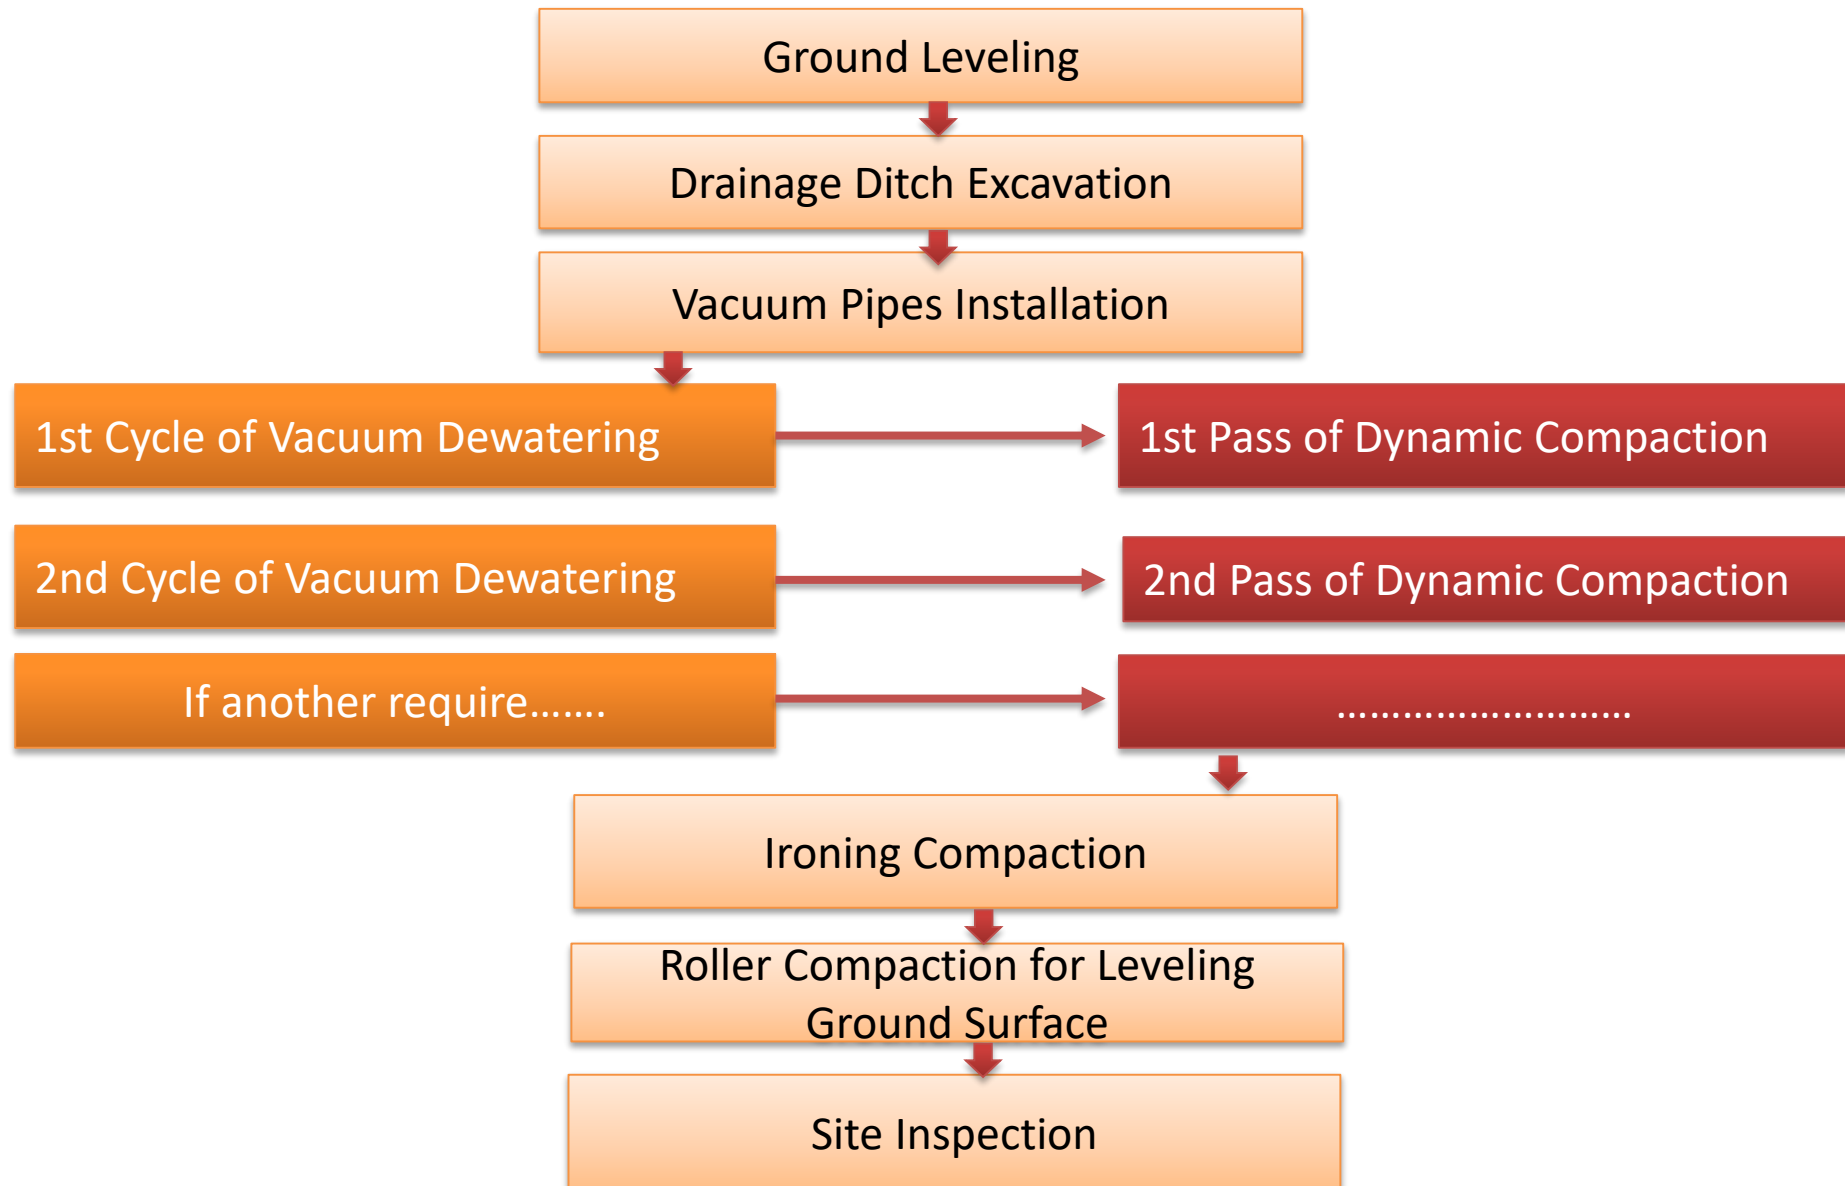 Ground Leveling
Drainage Ditch Excavation
Vacuum Pipes Installation
1st Cycle of Vacuum Dewatering
1st Pass of Dynamic Compaction
2nd Cycle of Vacuum Dewatering
2nd Pass of Dynamic Compaction
If another require…….
………………………
Ironing Compaction
Roller Compaction for Leveling
Ground Surface
Site Inspection